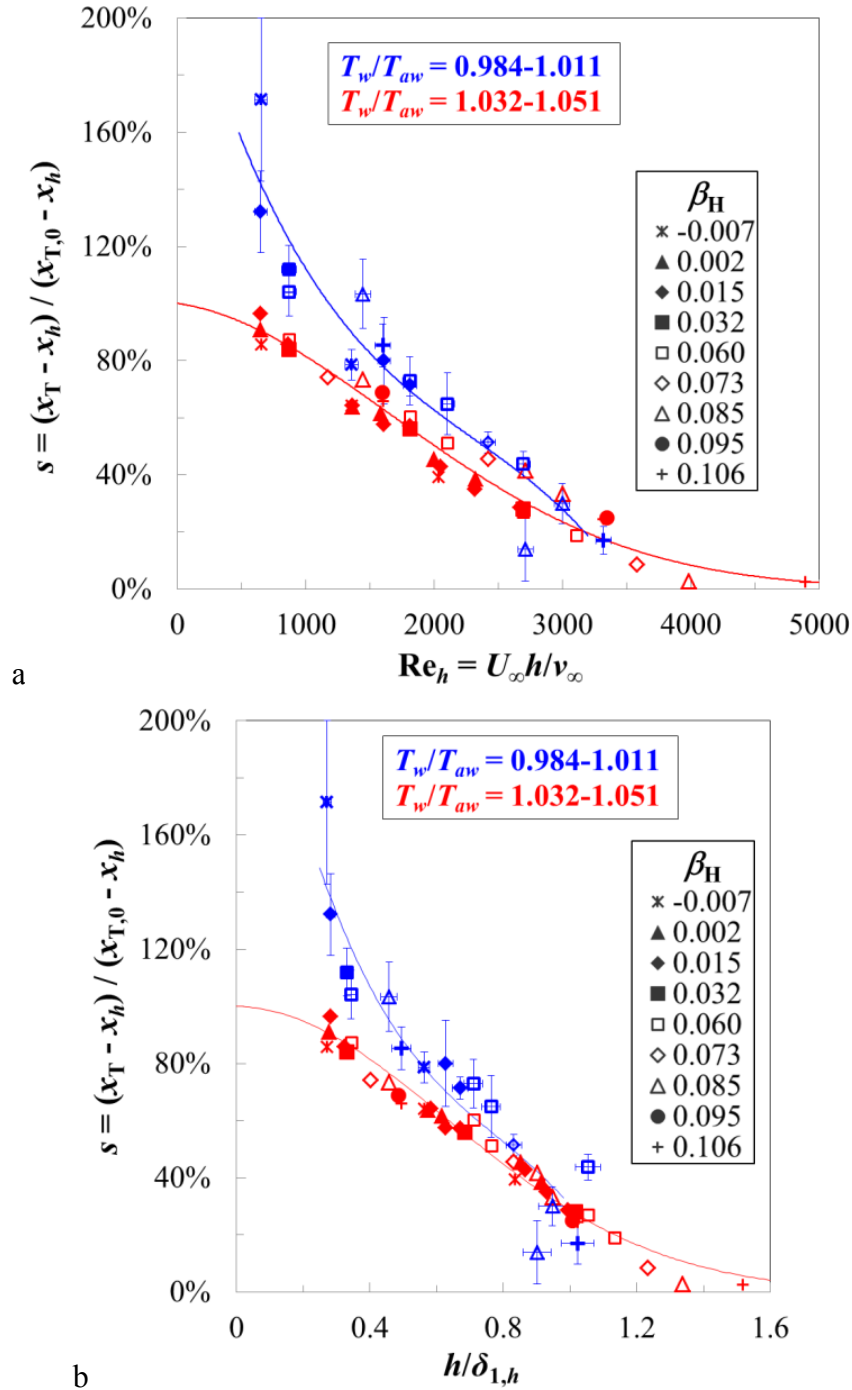 200%
160%
120%
80%
40%
0%
s = (x_T - x_h) / (x_T,0 - x_h)
T_w/T_aw = 0.984-1.011
T_w/T_aw = 1.032-1.051
β_H
-0.007
0.002
0.015
0.032
0.060
0.073
0.085
0.095
0.106
0 1000 2000 3000 4000 5000
Re_h = U_∞h/ν_∞
a
200%
160%
120%
80%
40%
0%
s = (x_T - x_h) / (x_T,0 - x_h)
T_w/T_aw = 0.984-1.011
T_w/T_aw = 1.032-1.051
β_H
-0.007
0.002
0.015
0.032
0.060
0.073
0.085
0.095
0.106
0 0.4 0.8 1.2 1.6
h/δ_1,h
b